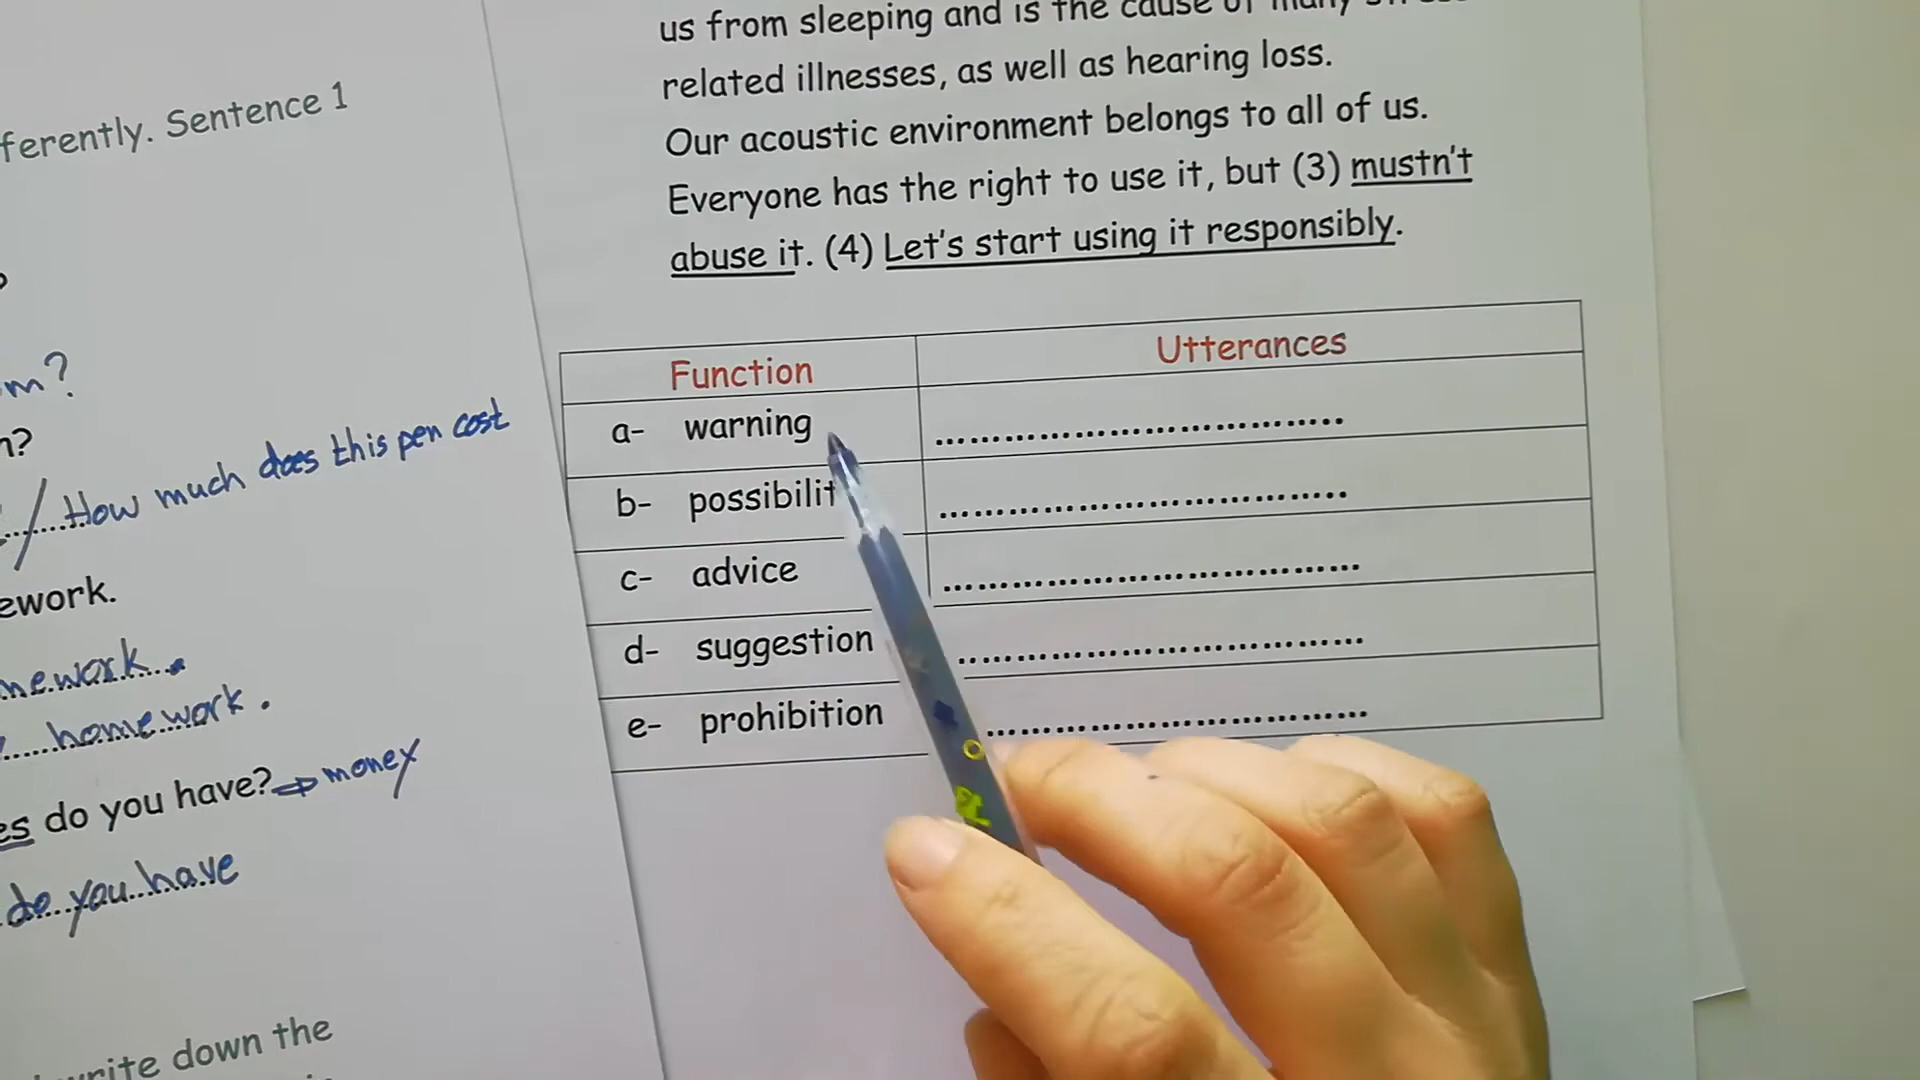 ferently. Sentence 1
m?
n?
How much does this pen cost
ework.
mework...
homework.
es do you have? ⇒ money
do you have
write down the
us from sleeping and is the cause of many
related illnesses, as well as hearing loss.
Our acoustic environment belongs to all of us.
Everyone has the right to use it, but (3) mustn't
abuse it. (4) Let's start using it responsibly.
Function Utterances
a- warning ........................................
b- possibilit ........................................
c- advice ........................................
d- suggestion ........................................
e- prohibition ........................................